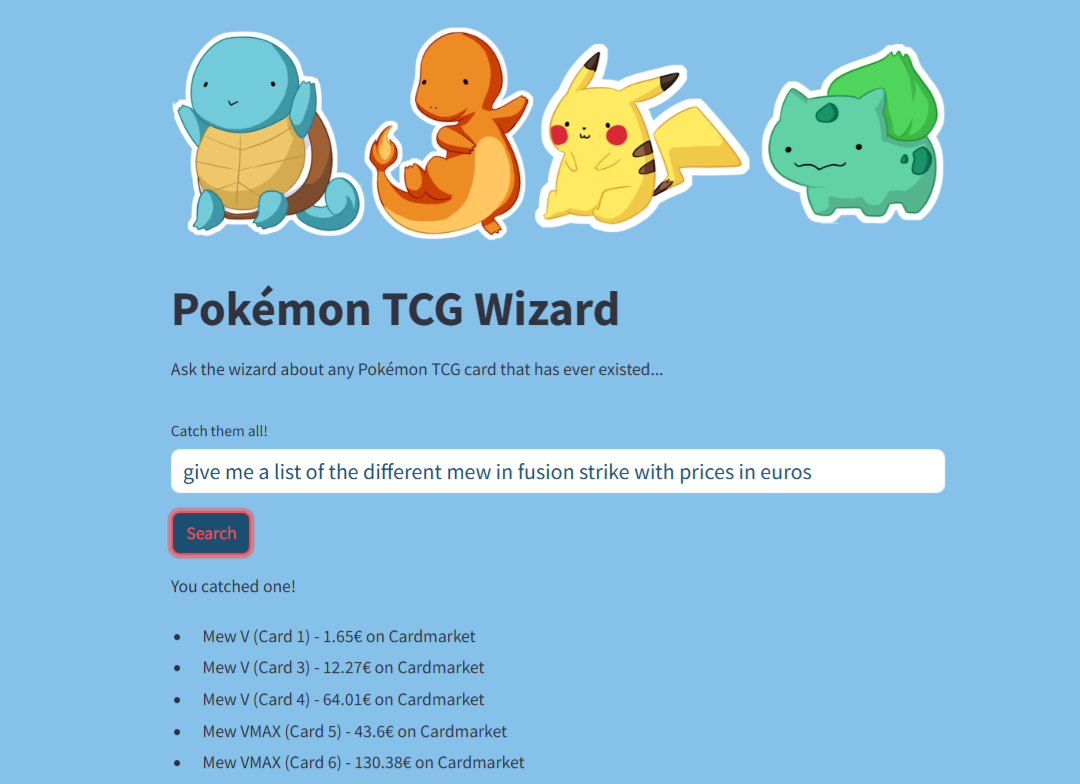 Pokémon TCG Wizard
Ask the wizard about any Pokémon TCG card that has ever existed...
Catch them all!
give me a list of the different mew in fusion strike with prices in euros
Search
You catched one!
• Mew V (Card 1) - 1.65€ on Cardmarket
• Mew V (Card 3) - 12.27€ on Cardmarket
• Mew V (Card 4) - 64.01€ on Cardmarket
• Mew VMAX (Card 5) - 43.6€ on Cardmarket
• Mew VMAX (Card 6) - 130.38€ on Cardmarket